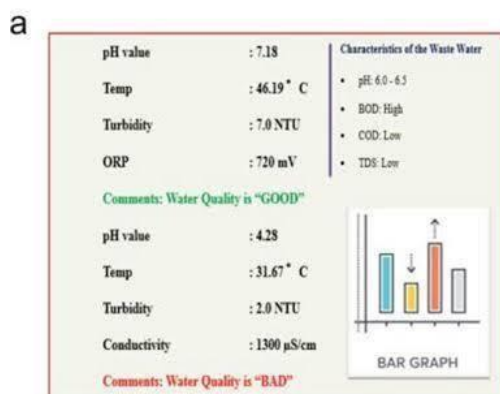 a
pH value : 7.18
Temp : 46.19° C
Turbidity : 7.0 NTU
ORP : 720 mV
Comments: Water Quality is “GOOD”
pH value : 4.28
Temp : 31.67° C
Turbidity : 2.0 NTU
Conductivity : 1300 µS/cm
Comments: Water Quality is “BAD”
Characteristics of the Waste Water
• pH: 6.0 - 6.5
• BOD: High
• COD: Low
• TDS: Low
BAR GRAPH